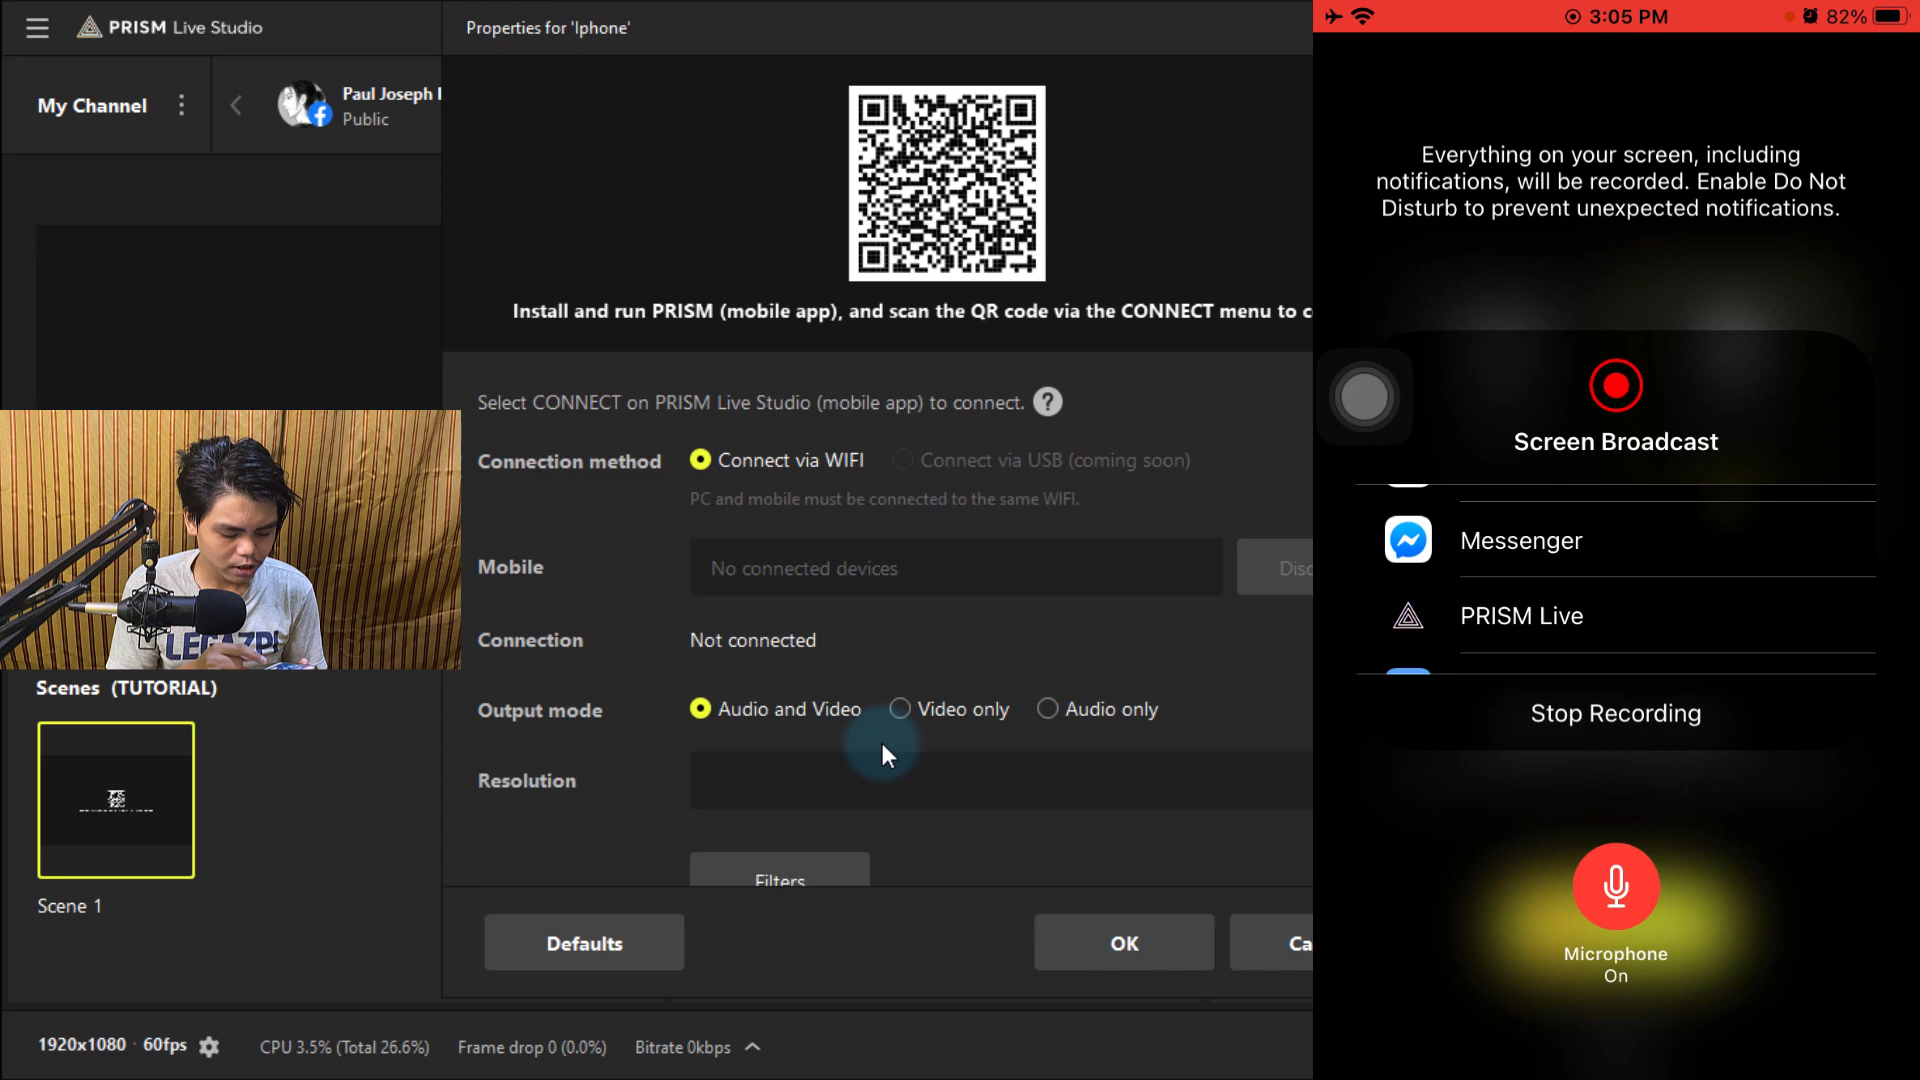 PRISM Live Studio
My Channel
Paul Joseph
Public
Properties for 'Iphone'
Install and run PRISM (mobile app), and scan the QR code via the CONNECT menu to c
Select CONNECT on PRISM Live Studio (mobile app) to connect. ?
Connection method
Connect via WIFI
Connect via USB (coming soon)
PC and mobile must be connected to the same WIFI.
Mobile
No connected devices
Disc
Connection
Not connected
Output mode
Audio and Video
Video only
Audio only
Resolution
Filters
Defaults
OK
Ca
LEGAZPI
Scenes (TUTORIAL)
Scene 1
1920x1080 · 60fps
CPU 3.5% (Total 26.6%)
Frame drop 0 (0.0%)
Bitrate 0kbps
3:05 PM
82%
Everything on your screen, including
notifications, will be recorded. Enable Do Not
Disturb to prevent unexpected notifications.
Screen Broadcast
Messenger
PRISM Live
Stop Recording
Microphone
On